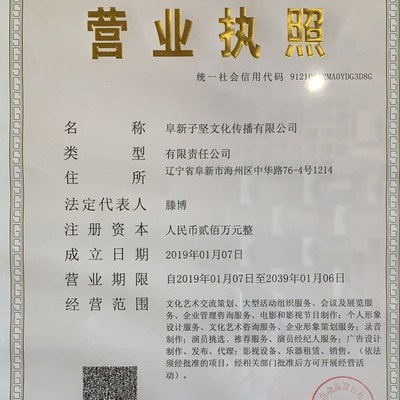 营业执照
统一社会信用代码
名称 阜新子坚文化传播有限公司
类型 有限责任公司
住所 辽宁省阜新市海州区中华路76-4号1214
法定代表人 滕博
注册资本 人民币贰佰万元整
成立日期 2019年01月07日
营业期限 自2019年01月07日至2039年01月06日
经营范围 文化艺术交流策划、大型活动组织服务、会议及展览服
务、企业管理咨询服务、电影和影视节目制作；个人形象
设计服务、文化艺术咨询服务、企业形象策划服务；录音
制作；演员挑选、推荐服务、演员经纪人服务；广告设计
制作、发布、代理；影视设备、乐器租赁、销售。（依法
须经批准的项目，经相关部门批准后方可开展经营活
动）